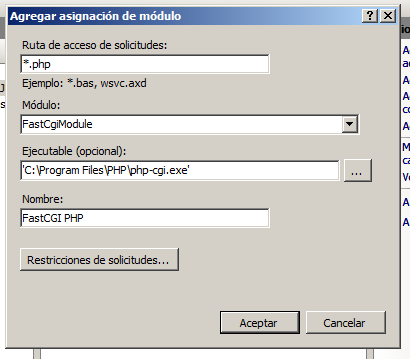 Agregar asignación de módulo
Ruta de acceso de solicitudes:
*.php
Ejemplo: *.bas, wsvc.axd
Módulo:
FastCgiModule
Ejecutable (opcional):
'C:\Program Files\PHP\php-cgi.exe'
...
Nombre:
FastCGI PHP
Restricciones de solicitudes...
Aceptar
Cancelar